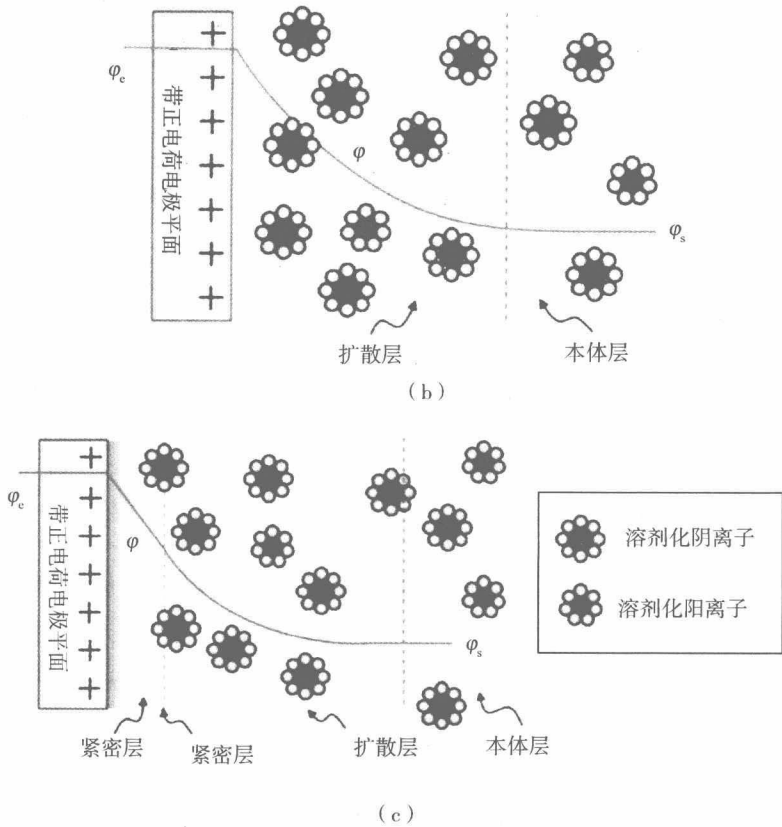 φe
带正电荷电极平面
φ
φs
扩散层
本体层
（b）
φe
带正电荷电极平面
φ
φs
紧密层
紧密层
扩散层
本体层
溶剂化阴离子
溶剂化阳离子
（c）